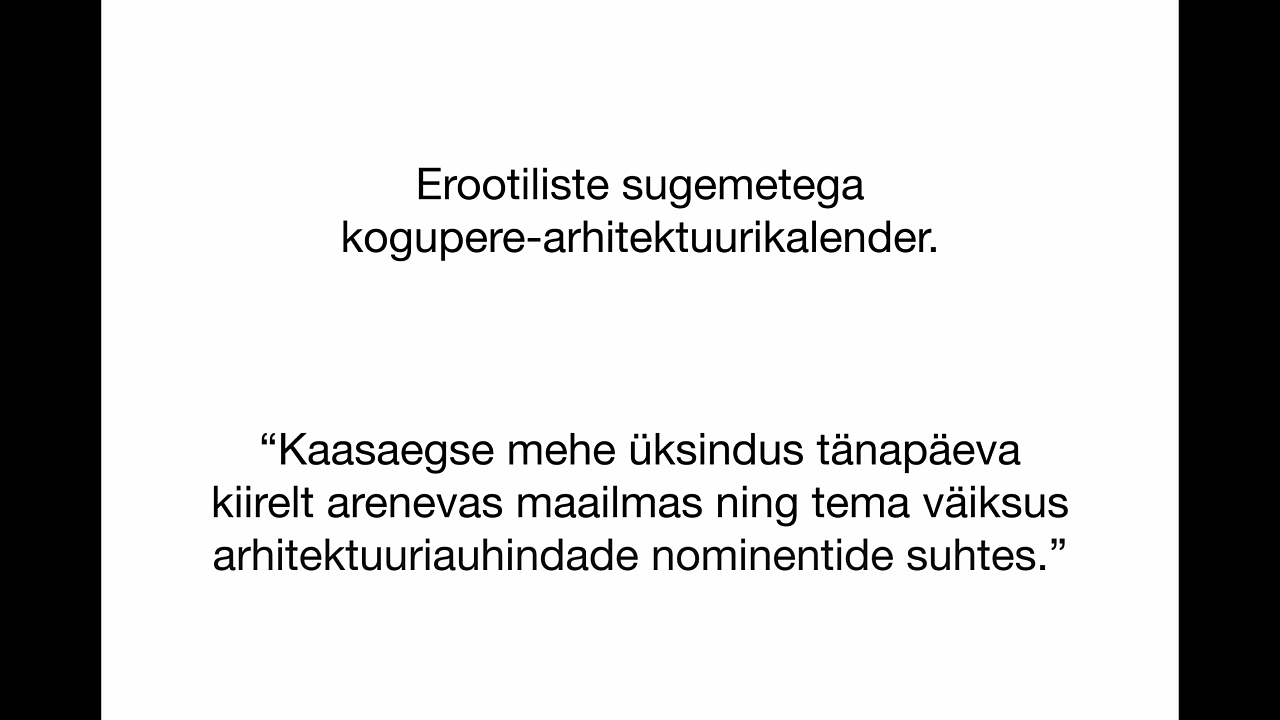 Erootiliste sugemetega
kogupere-arhitektuurikalender.
“Kaasaegse mehe üksindus tänapäeva
kiirelt arenevas maailmas ning tema väiksus
arhitektuuriauhindade nominentide suhtes.”